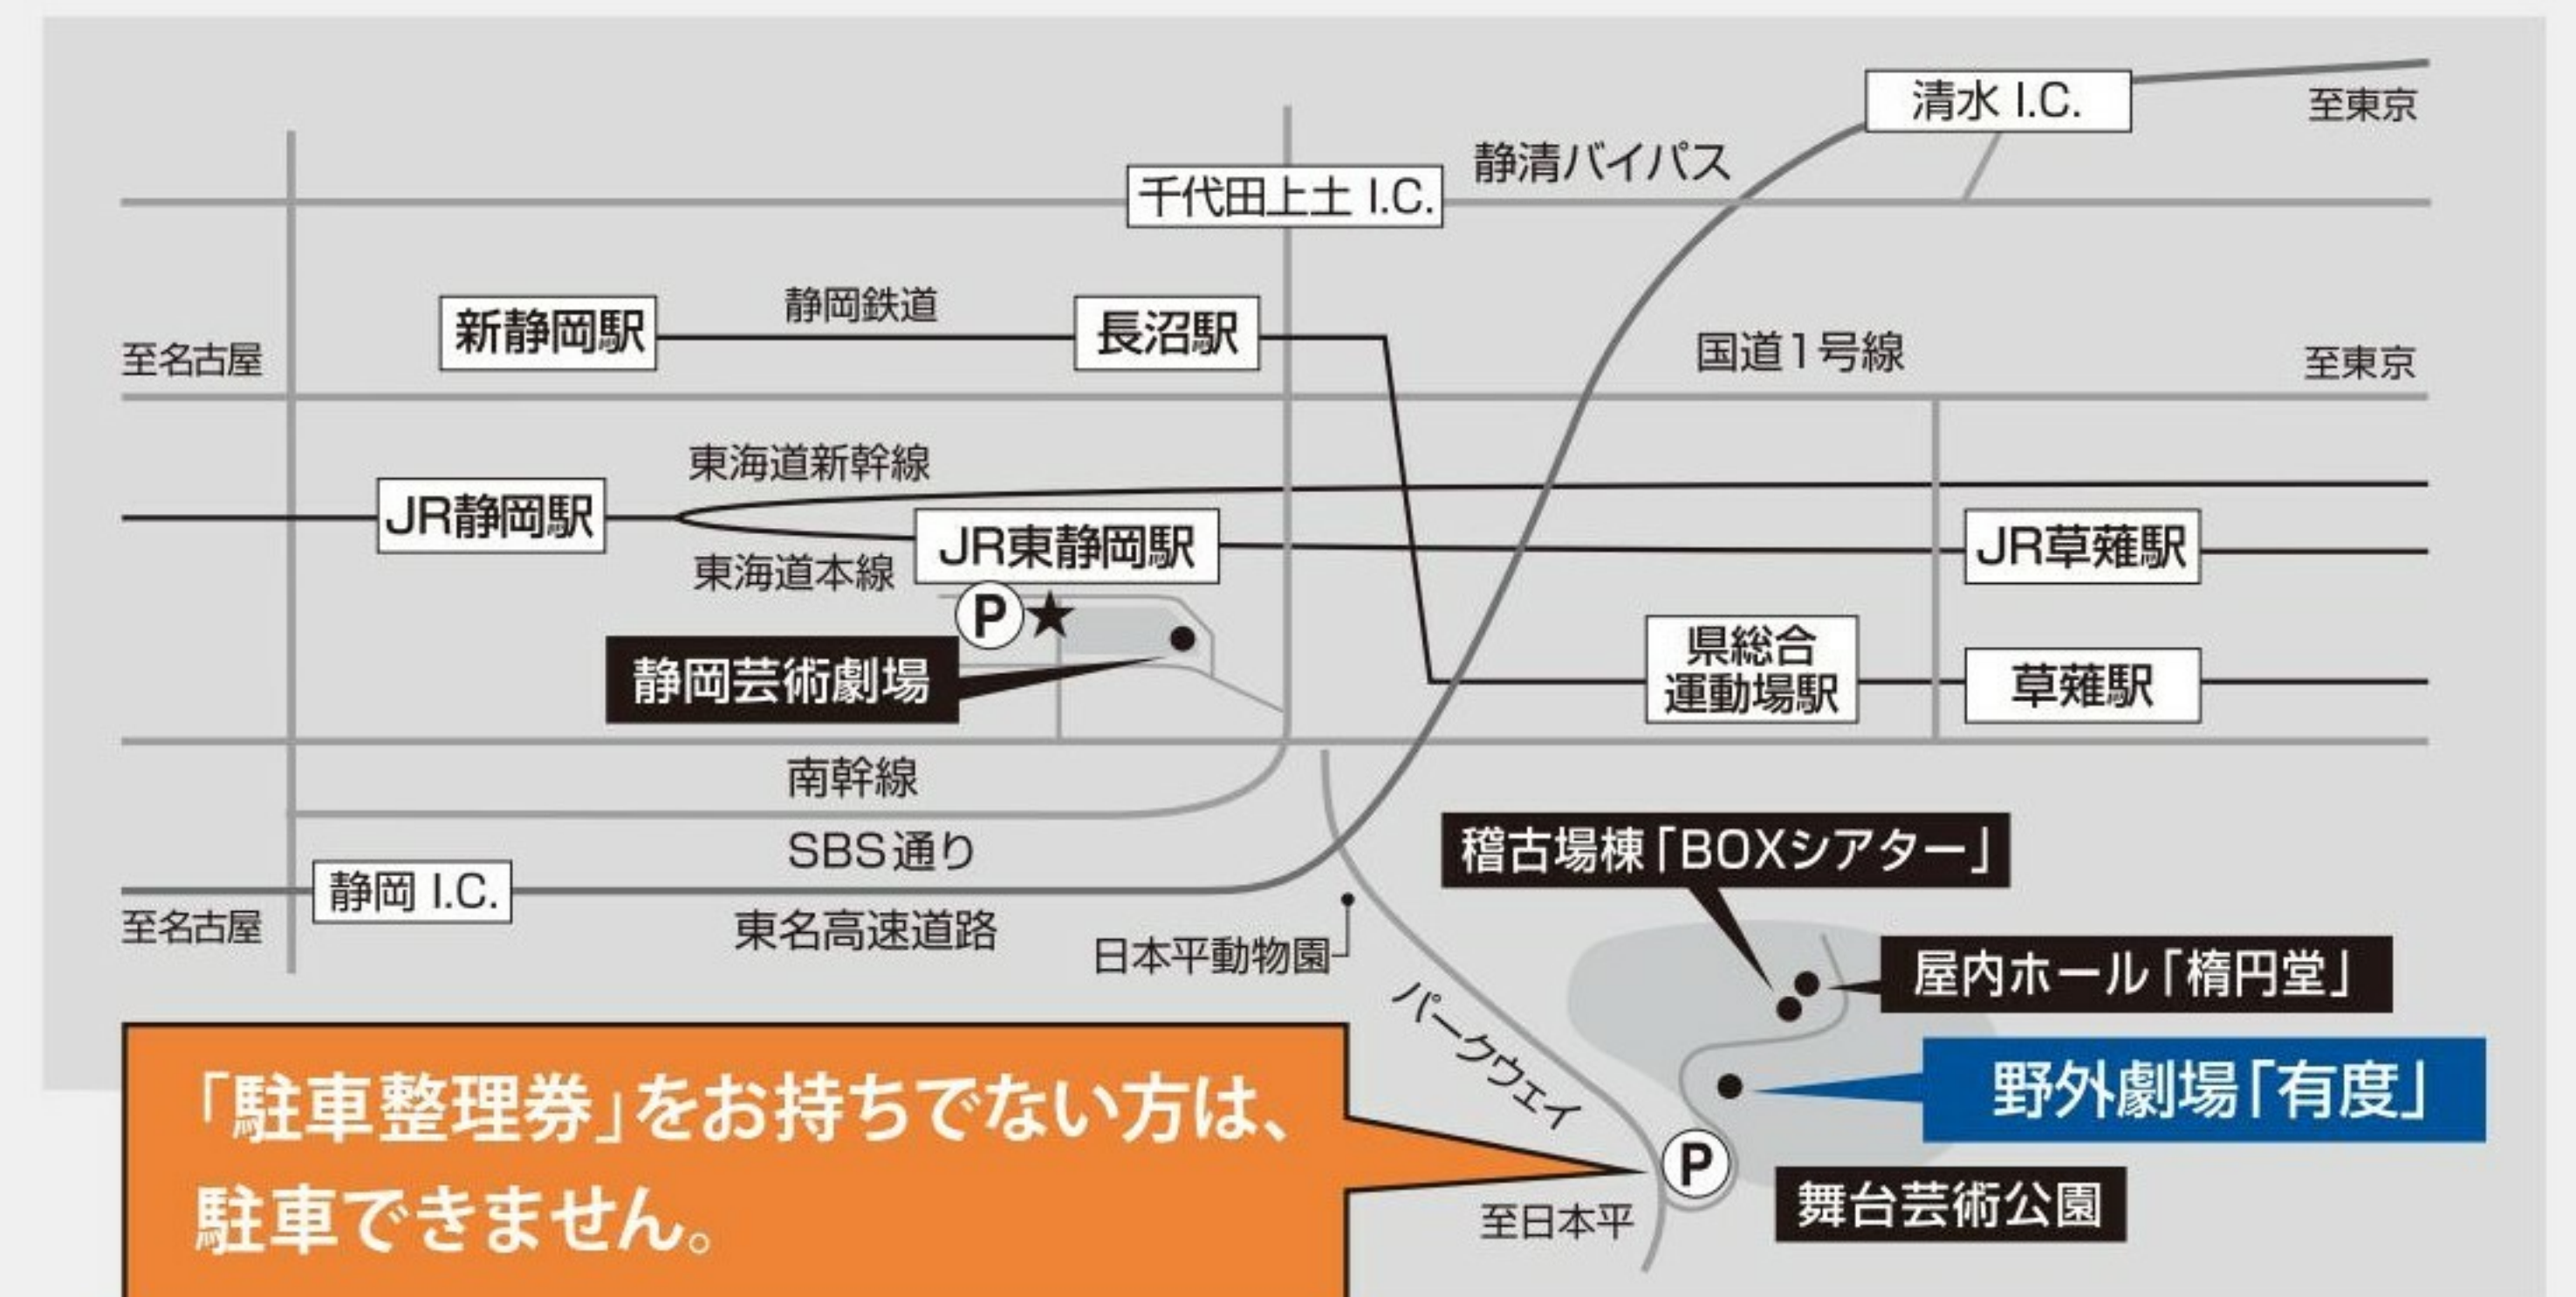 清水 I.C.
至東京
静清バイパス
千代田上土 I.C.
静岡鉄道
新静岡駅
長沼駅
国道1号線
至名古屋
至東京
東海道新幹線
JR静岡駅
JR東静岡駅
JR草薙駅
東海道本線
P
静岡芸術劇場
県総合
運動場駅
草薙駅
南幹線
SBS通り
稽古場棟「BOXシアター」
静岡 I.C.
至名古屋
東名高速道路
日本平動物園
屋内ホール「楕円堂」
パークウェイ
野外劇場「有度」
「駐車整理券」をお持ちでない方は、
駐車できません。
P
至日本平
舞台芸術公園